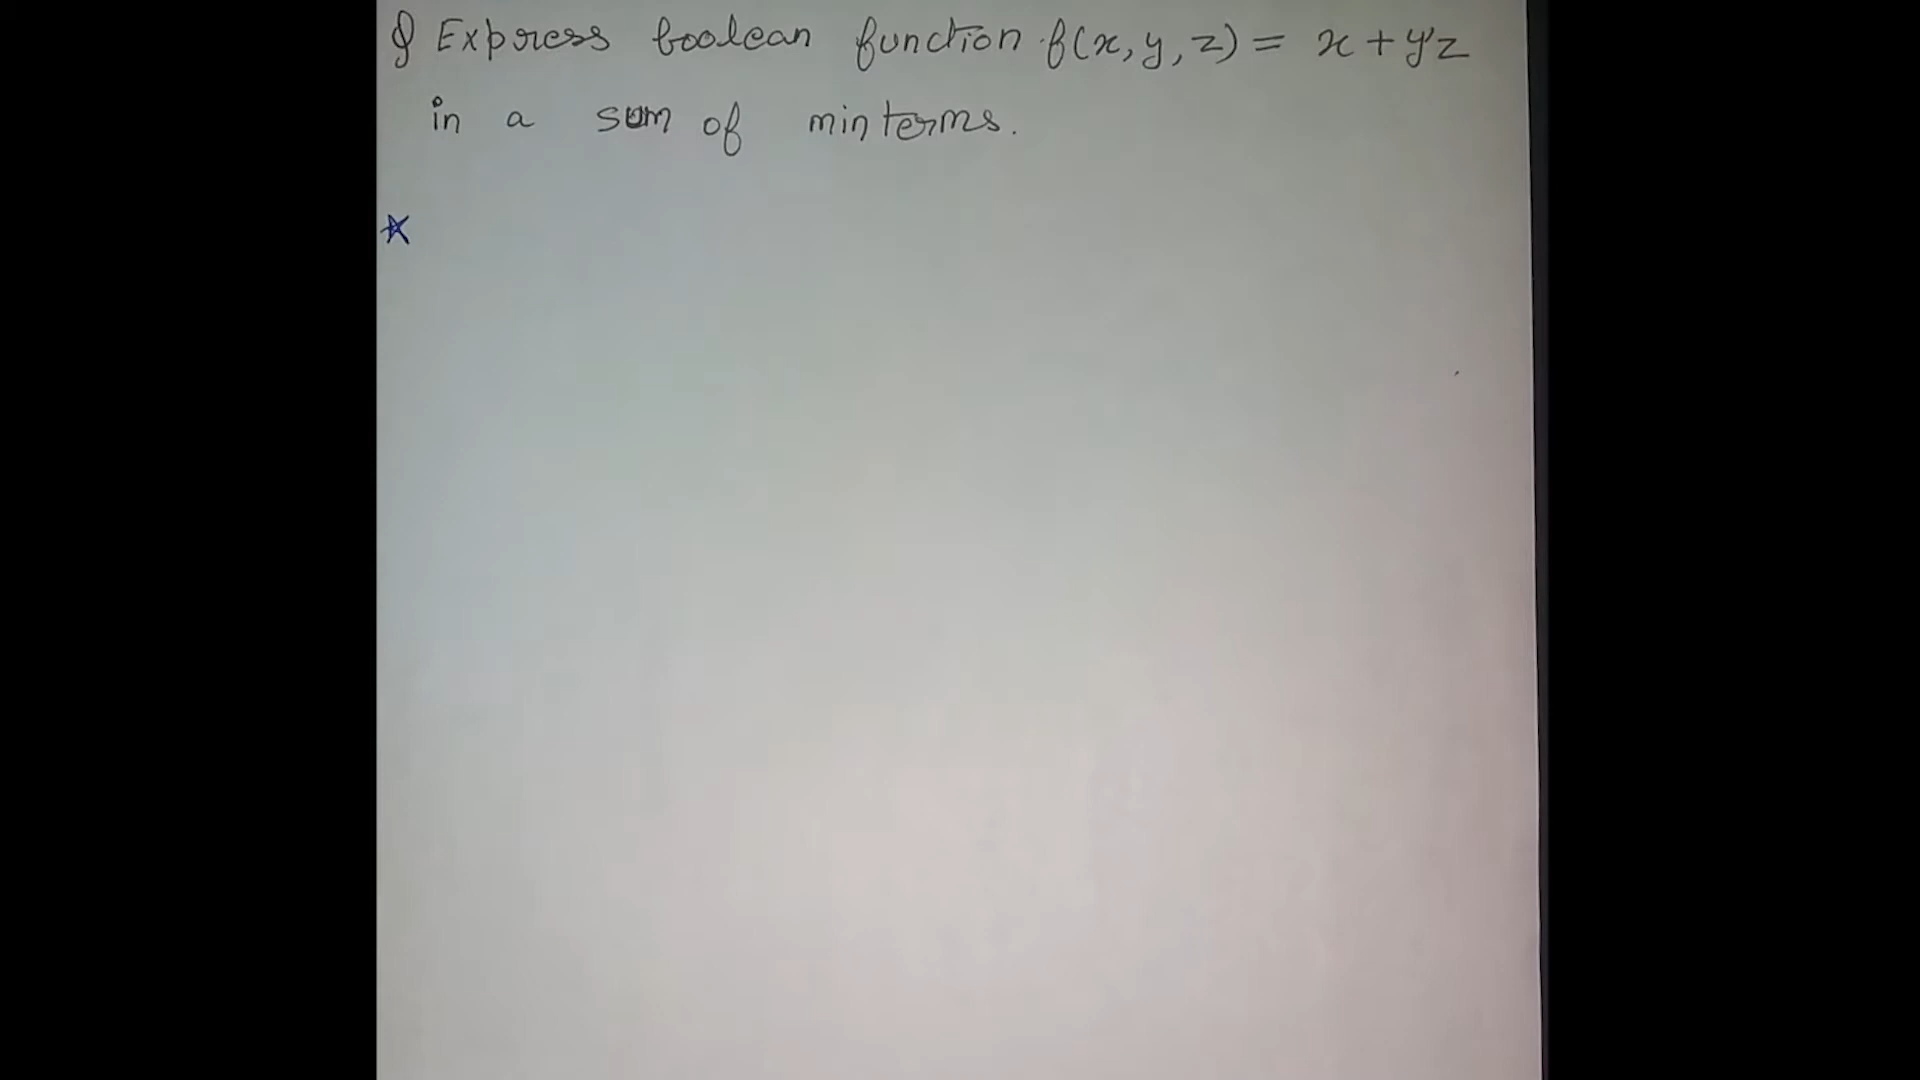 Q Express boolean function f(x, y, z) = x + y'z
in a sum of minterms.